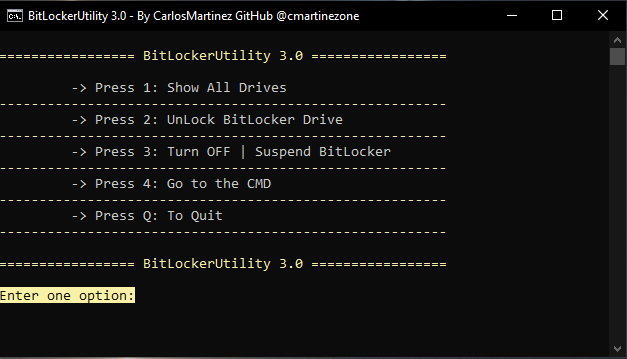 BitLockerUtility 3.0 - By CarlosMartinez GitHub @cmartinezone
================= BitLockerUtility 3.0 =================
-> Press 1: Show All Drives
--------------------------------------------------------
-> Press 2: UnLock BitLocker Drive
--------------------------------------------------------
-> Press 3: Turn OFF | Suspend BitLocker
--------------------------------------------------------
-> Press 4: Go to the CMD
--------------------------------------------------------
-> Press Q: To Quit
--------------------------------------------------------
================= BitLockerUtility 3.0 =================
Enter one option: